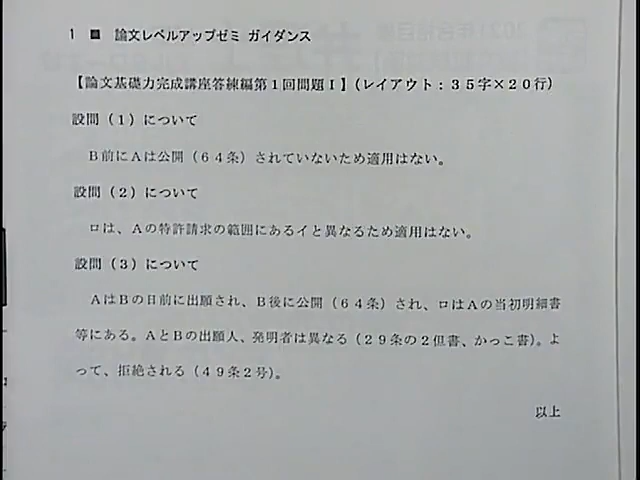 1 ■ 論文レベルアップゼミ ガイダンス
【論文基礎力完成講座答練編第１回問題Ⅰ】（レイアウト：３５字×２０行）
設問（１）について
Ｂ前にＡは公開（６４条）されていないため適用はない。
設問（２）について
ロは、Ａの特許請求の範囲にあるイと異なるため適用はない。
設問（３）について
ＡはＢの日前に出願され、Ｂ後に公開（６４条）され、ロはＡの当初明細書
等にある。ＡとＢの出願人、発明者は異なる（２９条の２但書、かっこ書）。よ
って、拒絶される（４９条２号）。
以上